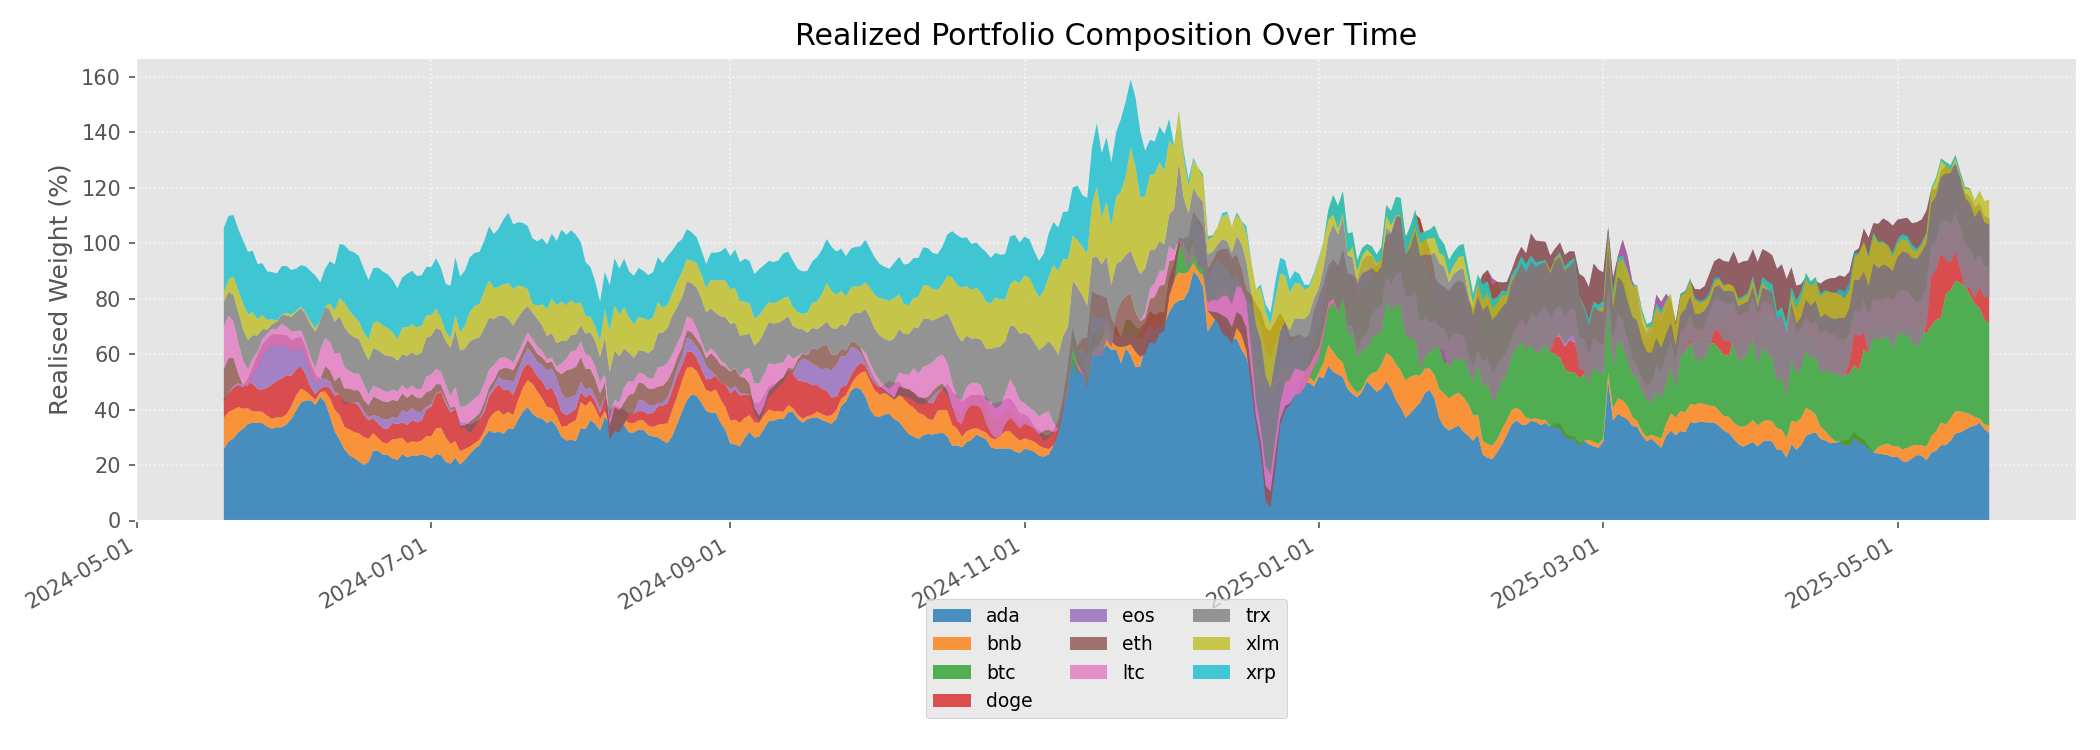 Realized Portfolio Composition Over Time
Realised Weight (%)
160
140
120
100
80
60
40
20
0
2024-05-01
2024-07-01
2024-09-01
2024-11-01
2025-01-01
2025-03-01
2025-05-01
ada eos trx
bnb eth xlm
btc ltc xrp
doge